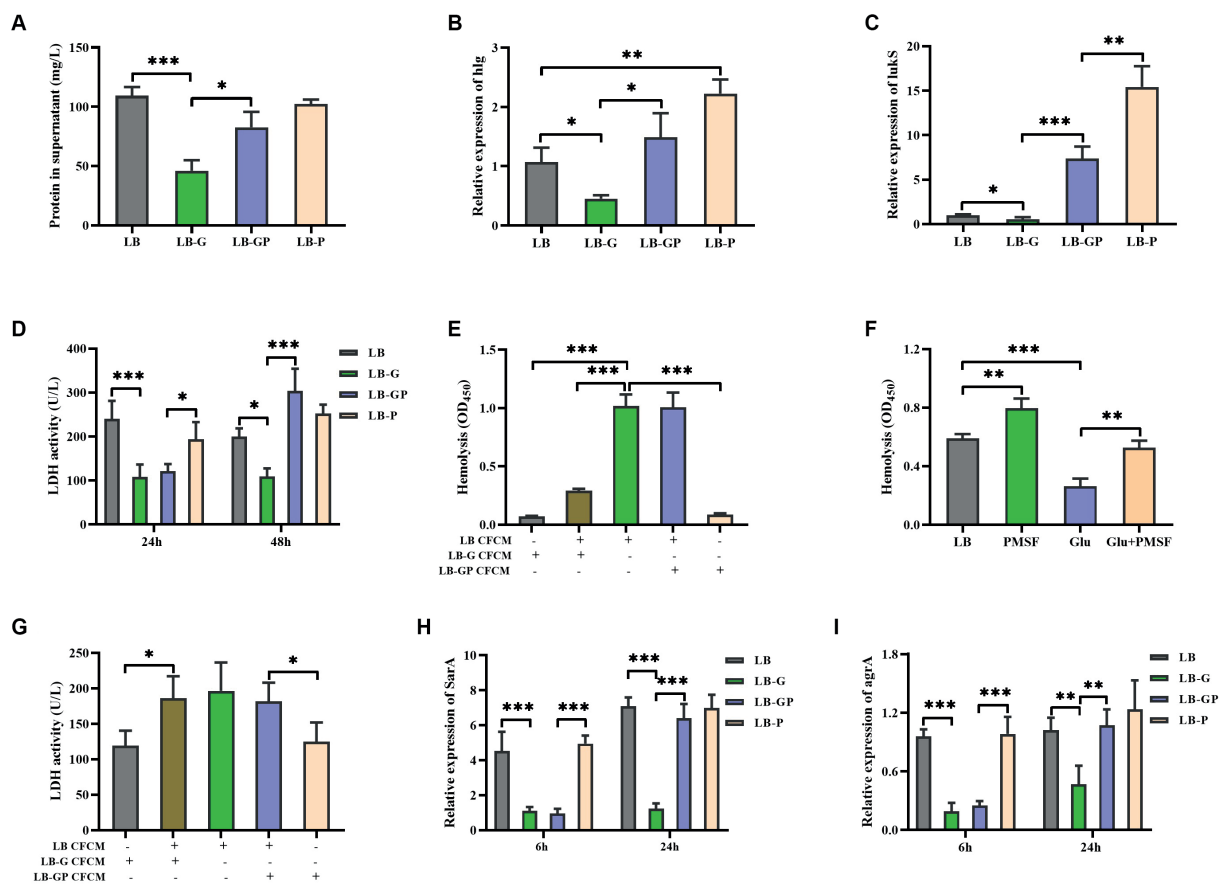 A
Protein in supernatant (mg/L)
150
100
50
0
***
*
LB
LB-G
LB-GP
LB-P
B
Relative expression of hlg
3
2
1
0
**
*
*
LB
LB-G
LB-GP
LB-P
C
Relative expression of lukS
20
15
10
5
0
**
***
*
LB
LB-G
LB-GP
LB-P
D
LDH activity (U/L)
400
300
200
100
0
***
*
*
***
24h
48h
LB
LB-G
LB-GP
LB-P
E
Hemolysis (OD450)
1.5
1.0
0.5
0.0
***
***
***
LB CFCM - + + + -
LB-G CFCM + + - - -
LB-GP CFCM - - - + +
F
Hemolysis (OD450)
1.2
0.8
0.4
0.0
***
**
**
LB
PMSF
Glu
Glu+PMSF
G
LDH activity (U/L)
250
200
150
100
50
0
*
*
LB CFCM - + + + -
LB-G CFCM + + - - -
LB-GP CFCM - - - + +
H
Relative expression of SarA
10
8
6
4
2
0
***
***
***
***
6h
24h
LB
LB-G
LB-GP
LB-P
I
Relative expression of agrA
1.8
1.2
0.6
0.0
***
***
**
**
6h
24h
LB
LB-G
LB-GP
LB-P